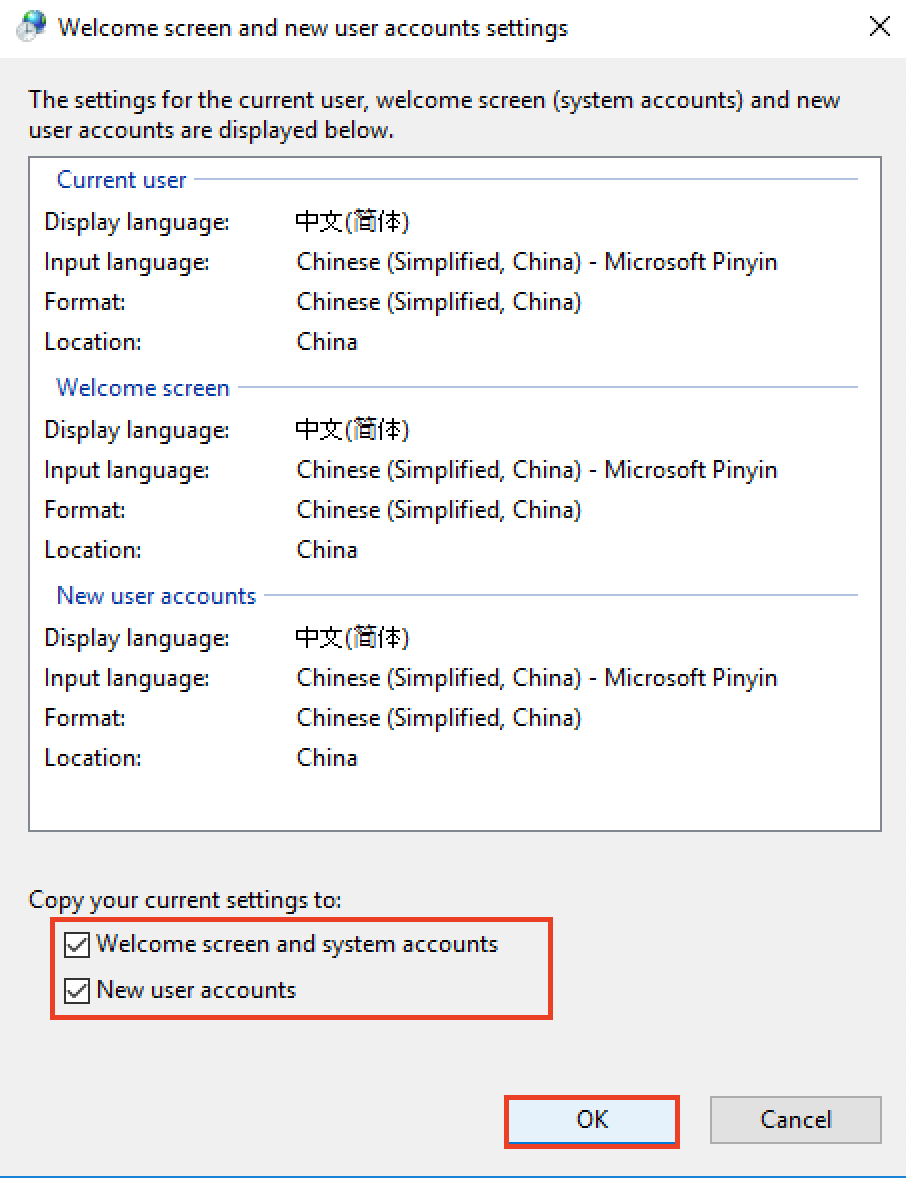 Welcome screen and new user accounts settings
The settings for the current user, welcome screen (system accounts) and new
user accounts are displayed below.
Current user
Display language: 中文(简体)
Input language: Chinese (Simplified, China) - Microsoft Pinyin
Format: Chinese (Simplified, China)
Location: China
Welcome screen
Display language: 中文(简体)
Input language: Chinese (Simplified, China) - Microsoft Pinyin
Format: Chinese (Simplified, China)
Location: China
New user accounts
Display language: 中文(简体)
Input language: Chinese (Simplified, China) - Microsoft Pinyin
Format: Chinese (Simplified, China)
Location: China
Copy your current settings to:
Welcome screen and system accounts
New user accounts
OK Cancel